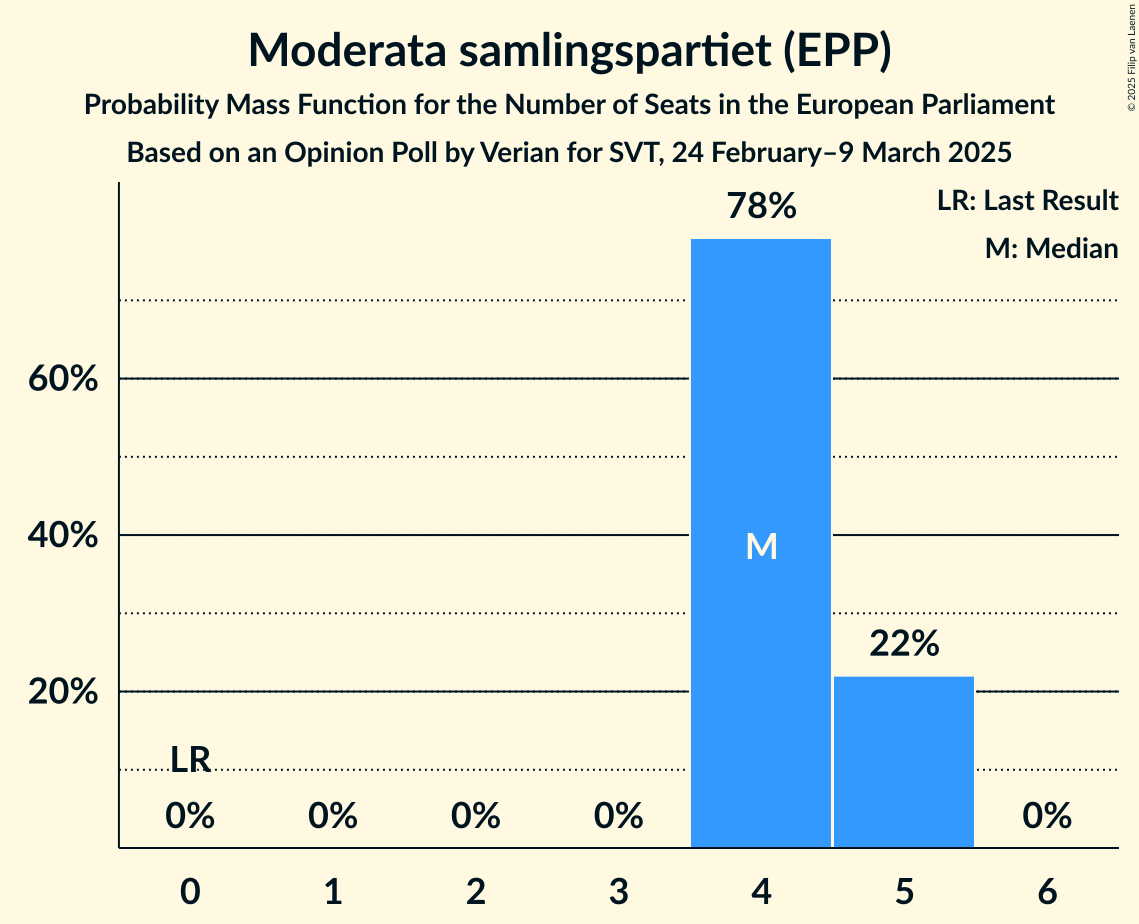 Moderata samlingspartiet (EPP)
Probability Mass Function for the Number of Seats in the European Parliament
Based on an Opinion Poll by Verian for SVT, 24 February–9 March 2025
© 2025 Filip van Laenen
LR: Last Result
M: Median
78%
60%
40%
M
22%
20%
LR
0%
0%
0%
0%
0%
0
1
2
3
4
5
6